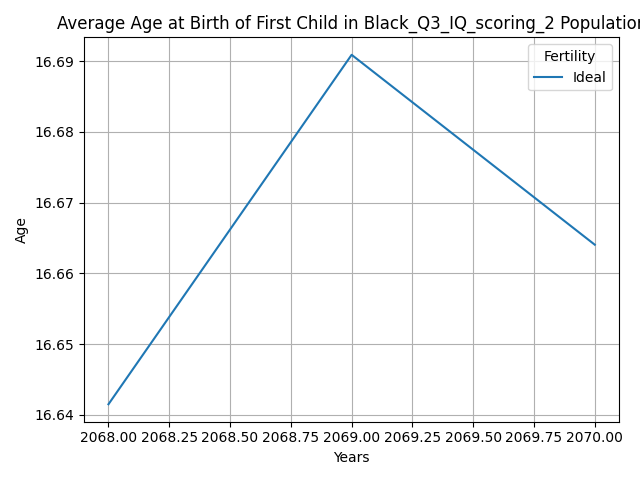 Average Age at Birth of First Child in Black_Q3_IQ_scoring_2 Population
Fertility
Ideal
16.69
16.68
16.67
16.66
16.65
16.64
Age
2068.00 2068.25 2068.50 2068.75 2069.00 2069.25 2069.50 2069.75 2070.00
Years